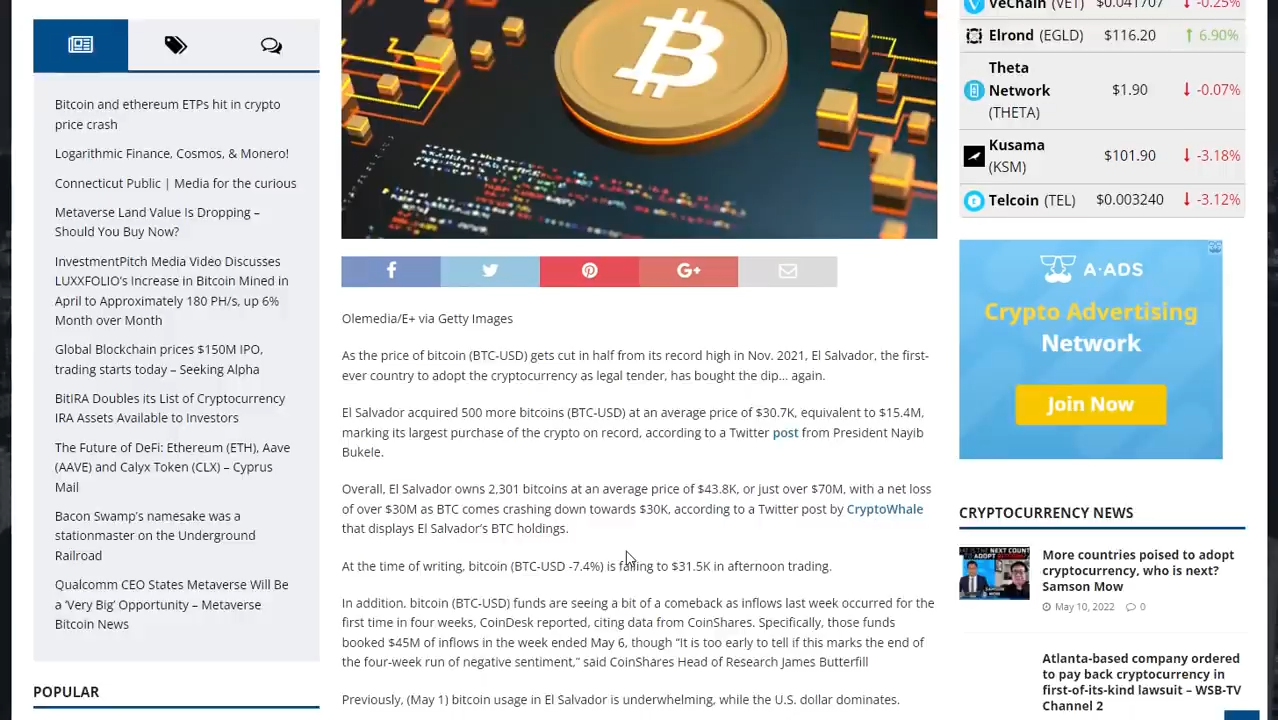 Bitcoin and ethereum ETPs hit in crypto
price crash
Logarithmic Finance, Cosmos, & Monero!
Connecticut Public | Media for the curious
Metaverse Land Value Is Dropping –
Should You Buy Now?
InvestmentPitch Media Video Discusses
LUXXFOLIO's Increase in Bitcoin Mined in
April to Approximately 180 PH/s, up 6%
Month over Month
Global Blockchain prices $150M IPO,
trading starts today – Seeking Alpha
BitIRA Doubles its List of Cryptocurrency
IRA Assets Available to Investors
The Future of DeFi: Ethereum (ETH), Aave
(AAVE) and Calyx Token (CLX) – Cyprus
Mail
Bacon Swamp's namesake was a
stationmaster on the Underground
Railroad
Qualcomm CEO States Metaverse Will Be
a 'Very Big' Opportunity – Metaverse
Bitcoin News
POPULAR
Olemedia/E+ via Getty Images
As the price of bitcoin (BTC-USD) gets cut in half from its record high in Nov. 2021, El Salvador, the first-
ever country to adopt the cryptocurrency as legal tender, has bought the dip… again.
El Salvador acquired 500 more bitcoins (BTC-USD) at an average price of $30.7K, equivalent to $15.4M,
marking its largest purchase of the crypto on record, according to a Twitter post from President Nayib
Bukele.
Overall, El Salvador owns 2,301 bitcoins at an average price of $43.8K, or just over $70M, with a net loss
of over $30M as BTC comes crashing down towards $30K, according to a Twitter post by CryptoWhale
that displays El Salvador's BTC holdings.
At the time of writing, bitcoin (BTC-USD -7.4%) is falling to $31.5K in afternoon trading.
In addition. bitcoin (BTC-USD) funds are seeing a bit of a comeback as inflows last week occurred for the
first time in four weeks, CoinDesk reported, citing data from CoinShares. Specifically, those funds
booked $45M of inflows in the week ended May 6, though "It is too early to tell if this marks the end of
the four-week run of negative sentiment," said CoinShares Head of Research James Butterfill
Previously, (May 1) bitcoin usage in El Salvador is underwhelming, while the U.S. dollar dominates.
VeChain (VET) $0.041707 -0.25%
Elrond (EGLD) $116.20 6.90%
Theta
Network $1.90 -0.07%
(THETA)
Kusama
(KSM) $101.90 -3.18%
Telcoin (TEL) $0.003240 -3.12%
A-ADS
Crypto Advertising
Network
Join Now
CRYPTOCURRENCY NEWS
More countries poised to adopt
cryptocurrency, who is next?
Samson Mow
May 10, 2022 0
Atlanta-based company ordered
to pay back cryptocurrency in
first-of-its-kind lawsuit – WSB-TV
Channel 2